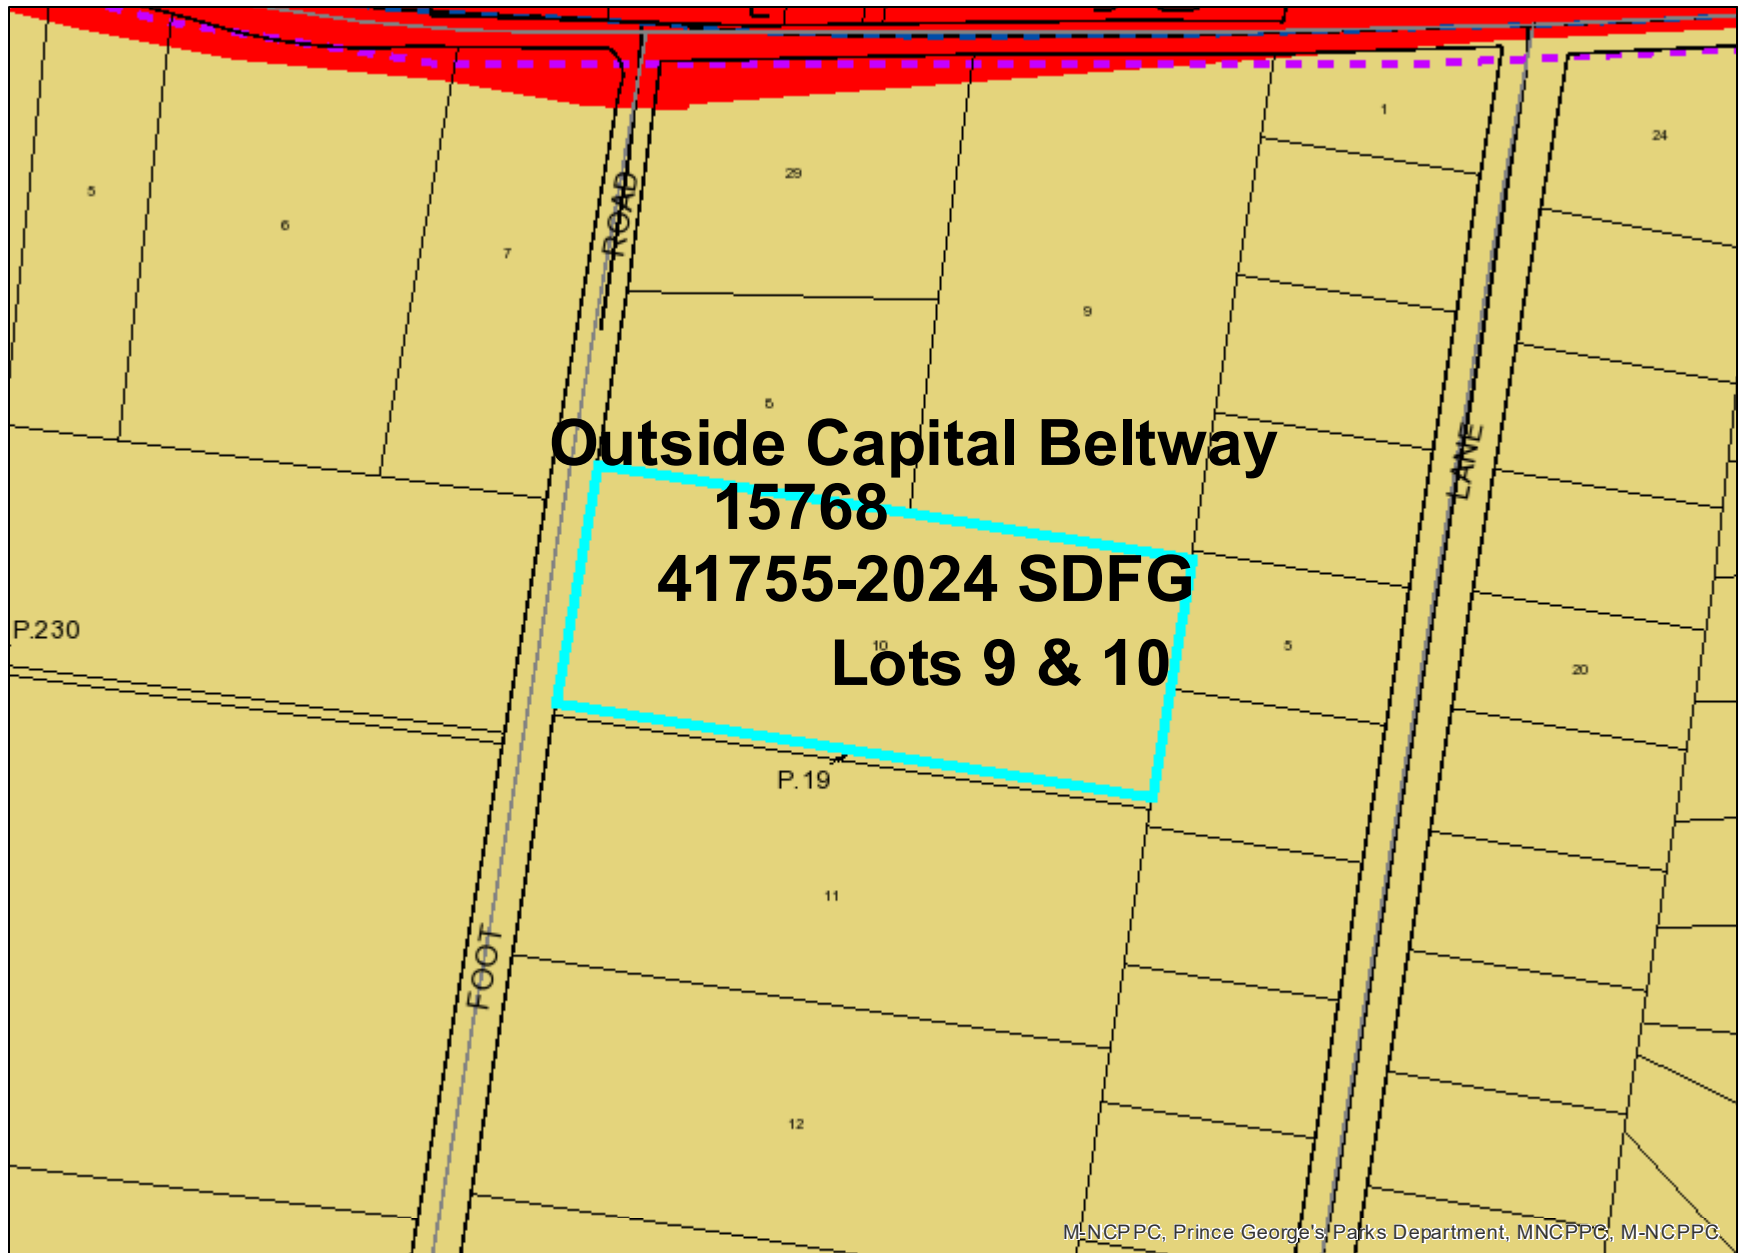 1
24
29
5
6
7
ROAD
9
6
Outside Capital Beltway
15768
LANE
41755-2024 SDFG
P.230
10
5
Lots 9 & 10
20
P.19
11
FOOT
12
M-NCPPC, Prince George's Parks Department, MNCPPC, M-NCPPC